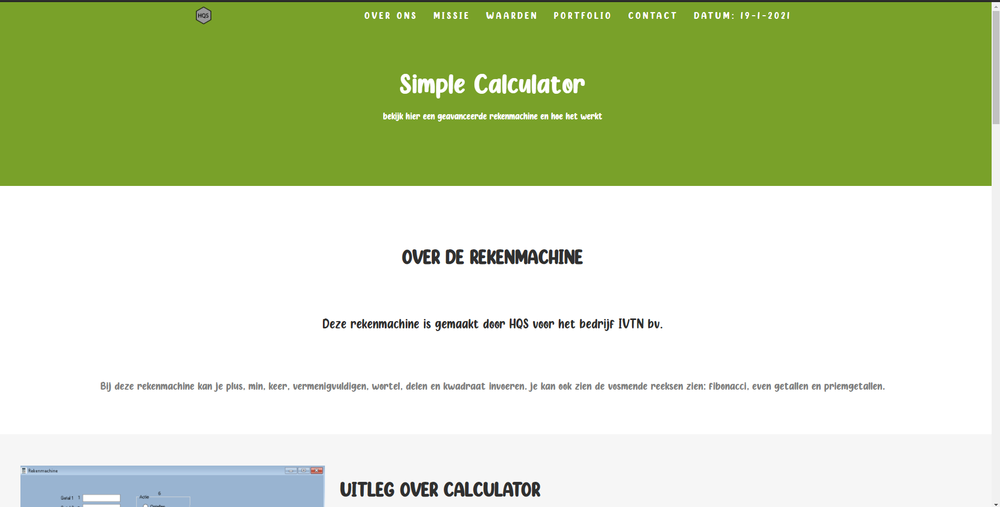 HQS
OVER ONS MISSIE WAARDEN PORTFOLIO CONTACT DATUM: 19-1-2021
Simple Calculator
bekijk hier een geavanceerde rekenmachine en hoe het werkt
OVER DE REKENMACHINE
Deze rekenmachine is gemaakt door HQS voor het bedrijf IVTN bv.
Bij deze rekenmachine kan je plus, min, keer, vermenigvuldigen, wortel, delen en kwadraat invoeren. je kan ook zien de vosmende reeksen zien: fibonacci, even getallen en priemgetallen.
Rekenmachine
UITLEG OVER CALCULATOR
6
Getal 1 1
Actie